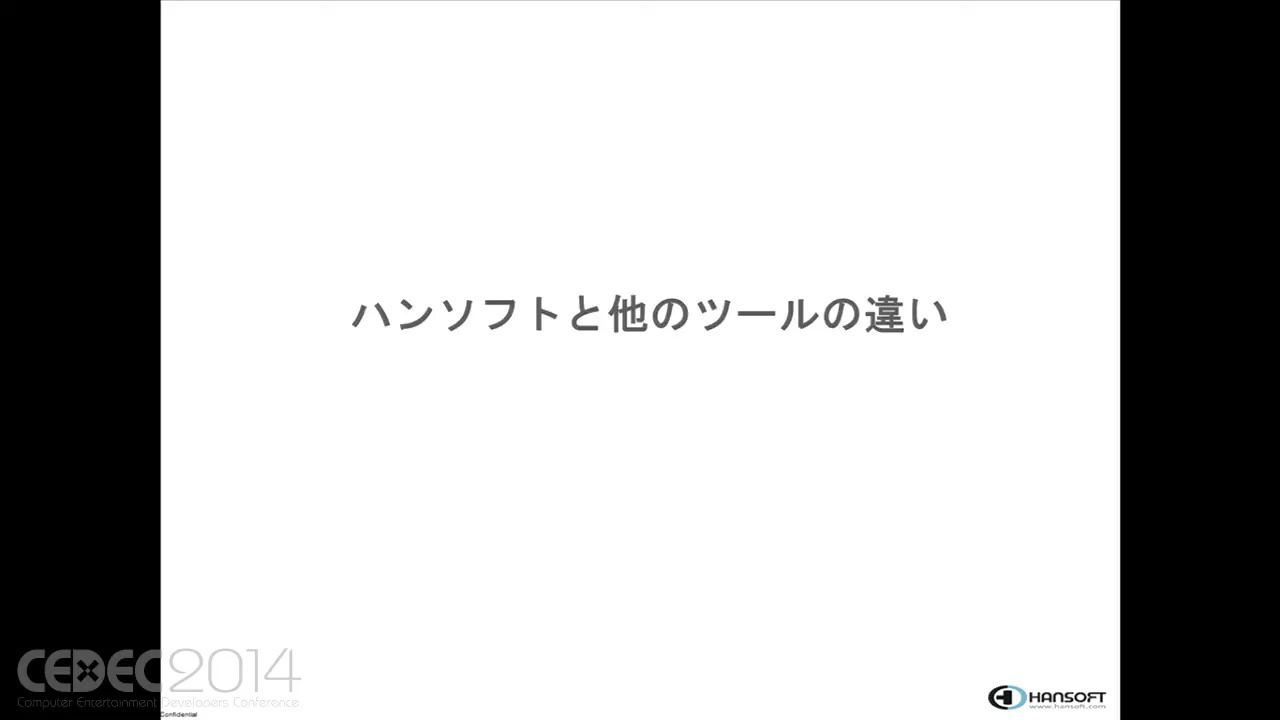 ハンソフトと他のツールの違い
CEDEC2014
Computer Entertainment Developers Conference
Confidential
HANSOFT
www.hansoft.com